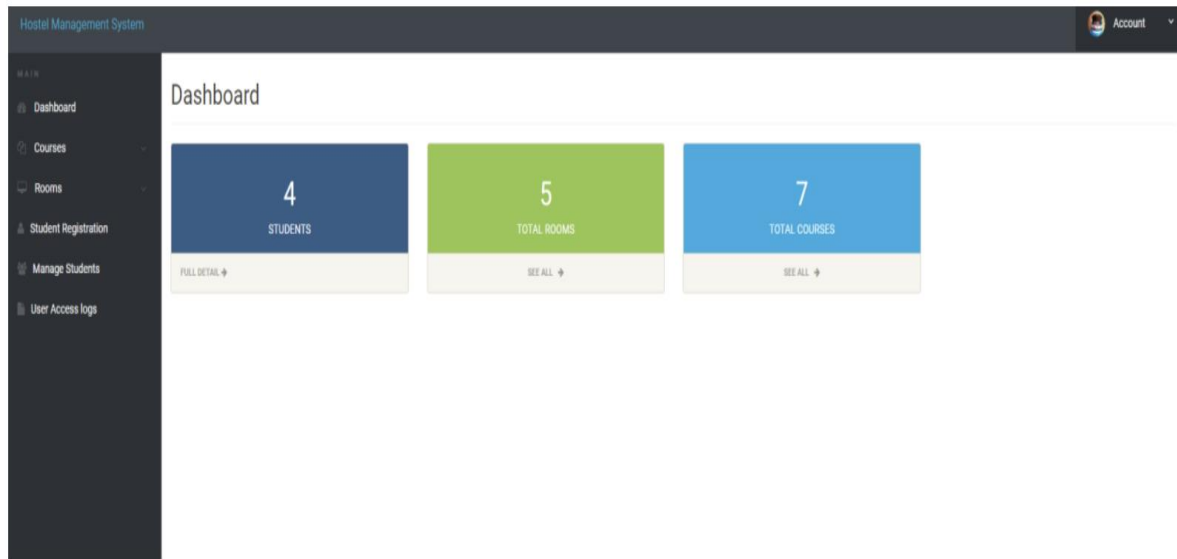 Hostel Management System
Account
MAIN
Dashboard
Courses
Rooms
Student Registration
Manage Students
User Access logs
Dashboard
4
STUDENTS
FULL DETAIL
5
TOTAL ROOMS
SEE ALL
7
TOTAL COURSES
SEE ALL